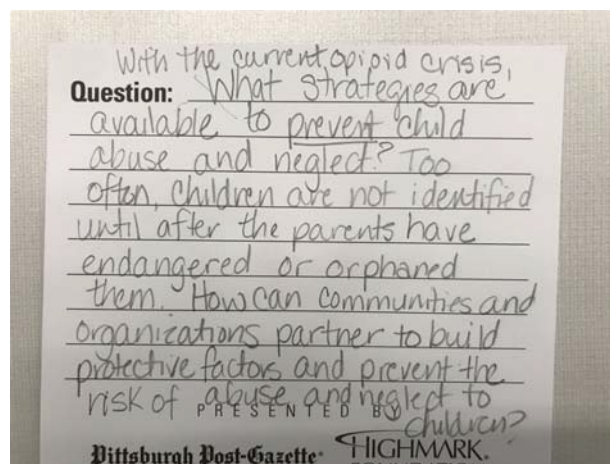 With the current opioid crisis,
Question: What strategies are
available to prevent child
abuse and neglect? Too
often, children are not identified
until after the parents have
endangered or orphaned
them. How can communities and
organizations partner to build
protective factors and prevent the
risk of abuse and neglect to
PRESENTED BY
children?
Pittsburgh Post-Gazette HIGHMARK.